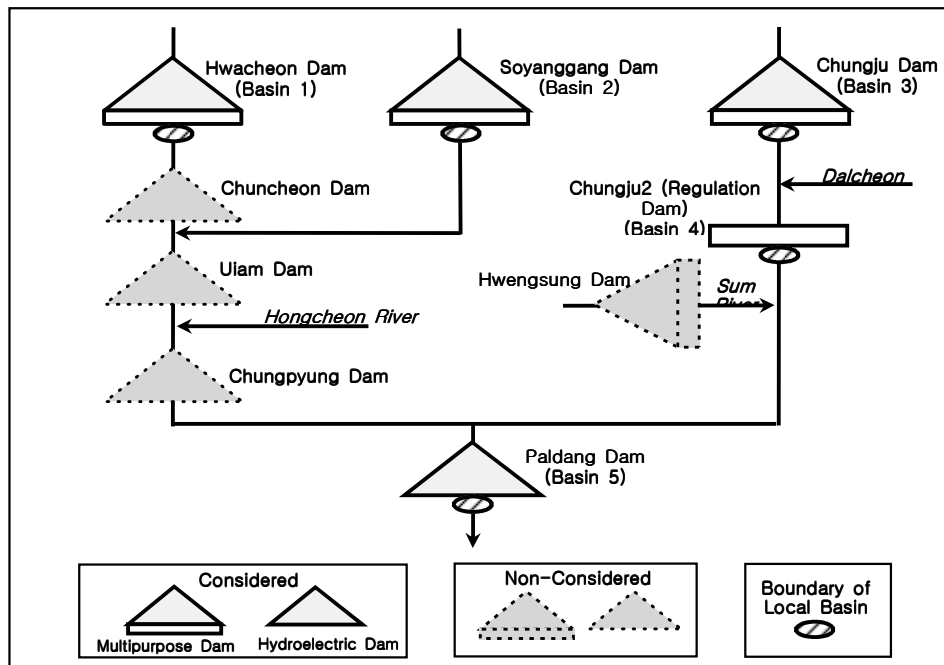 Hwacheon Dam
(Basin 1)
Soyanggang Dam
(Basin 2)
Chungju Dam
(Basin 3)
Chuncheon Dam
Dalcheon
Chungju2 (Regulation
Dam)
(Basin 4)
Uiam Dam
Hwengsung Dam
Sum
River
Hongcheon River
Chungpyung Dam
Paldang Dam
(Basin 5)
Considered
Multipurpose Dam
Hydroelectric Dam
Non-Considered
Boundary of
Local Basin